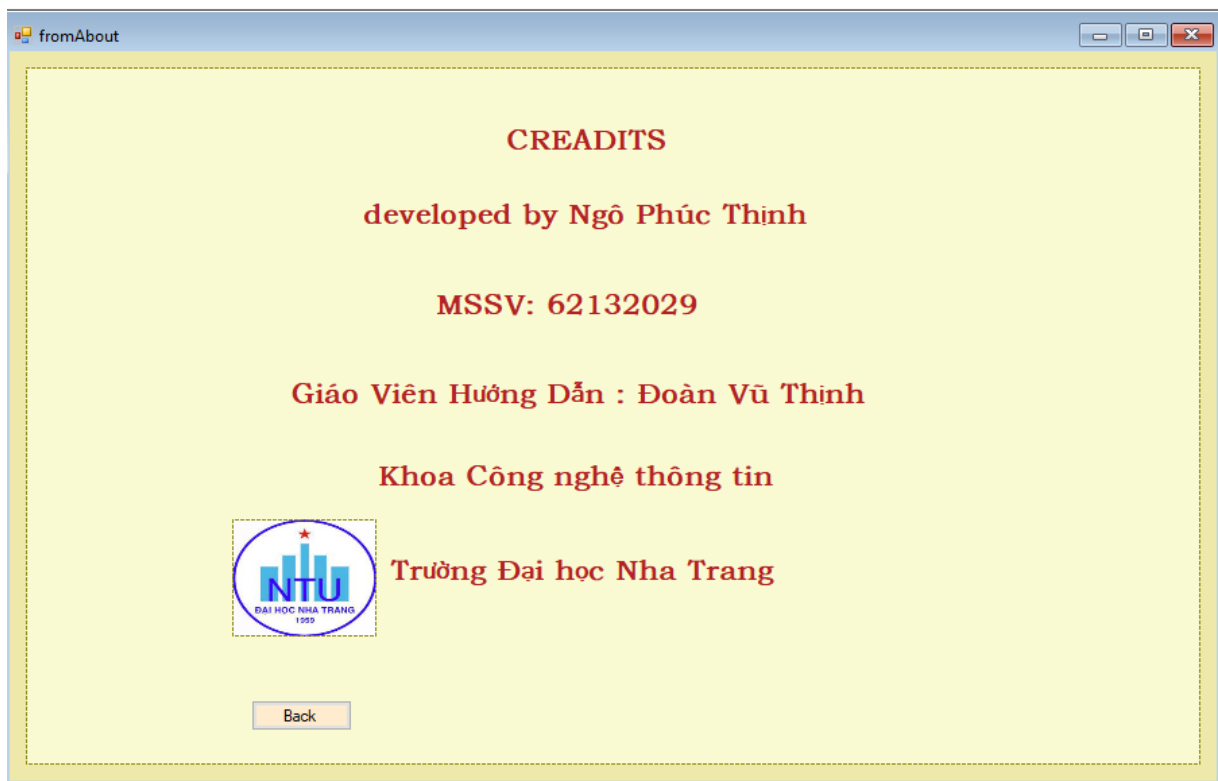 fromAbout
CREADITS
developed by Ngô Phúc Thịnh
MSSV: 62132029
Giáo Viên Hướng Dẫn : Đoàn Vũ Thịnh
Khoa Công nghệ thông tin
NTU
ĐẠI HỌC NHA TRANG
1959
Trường Đại học Nha Trang
Back